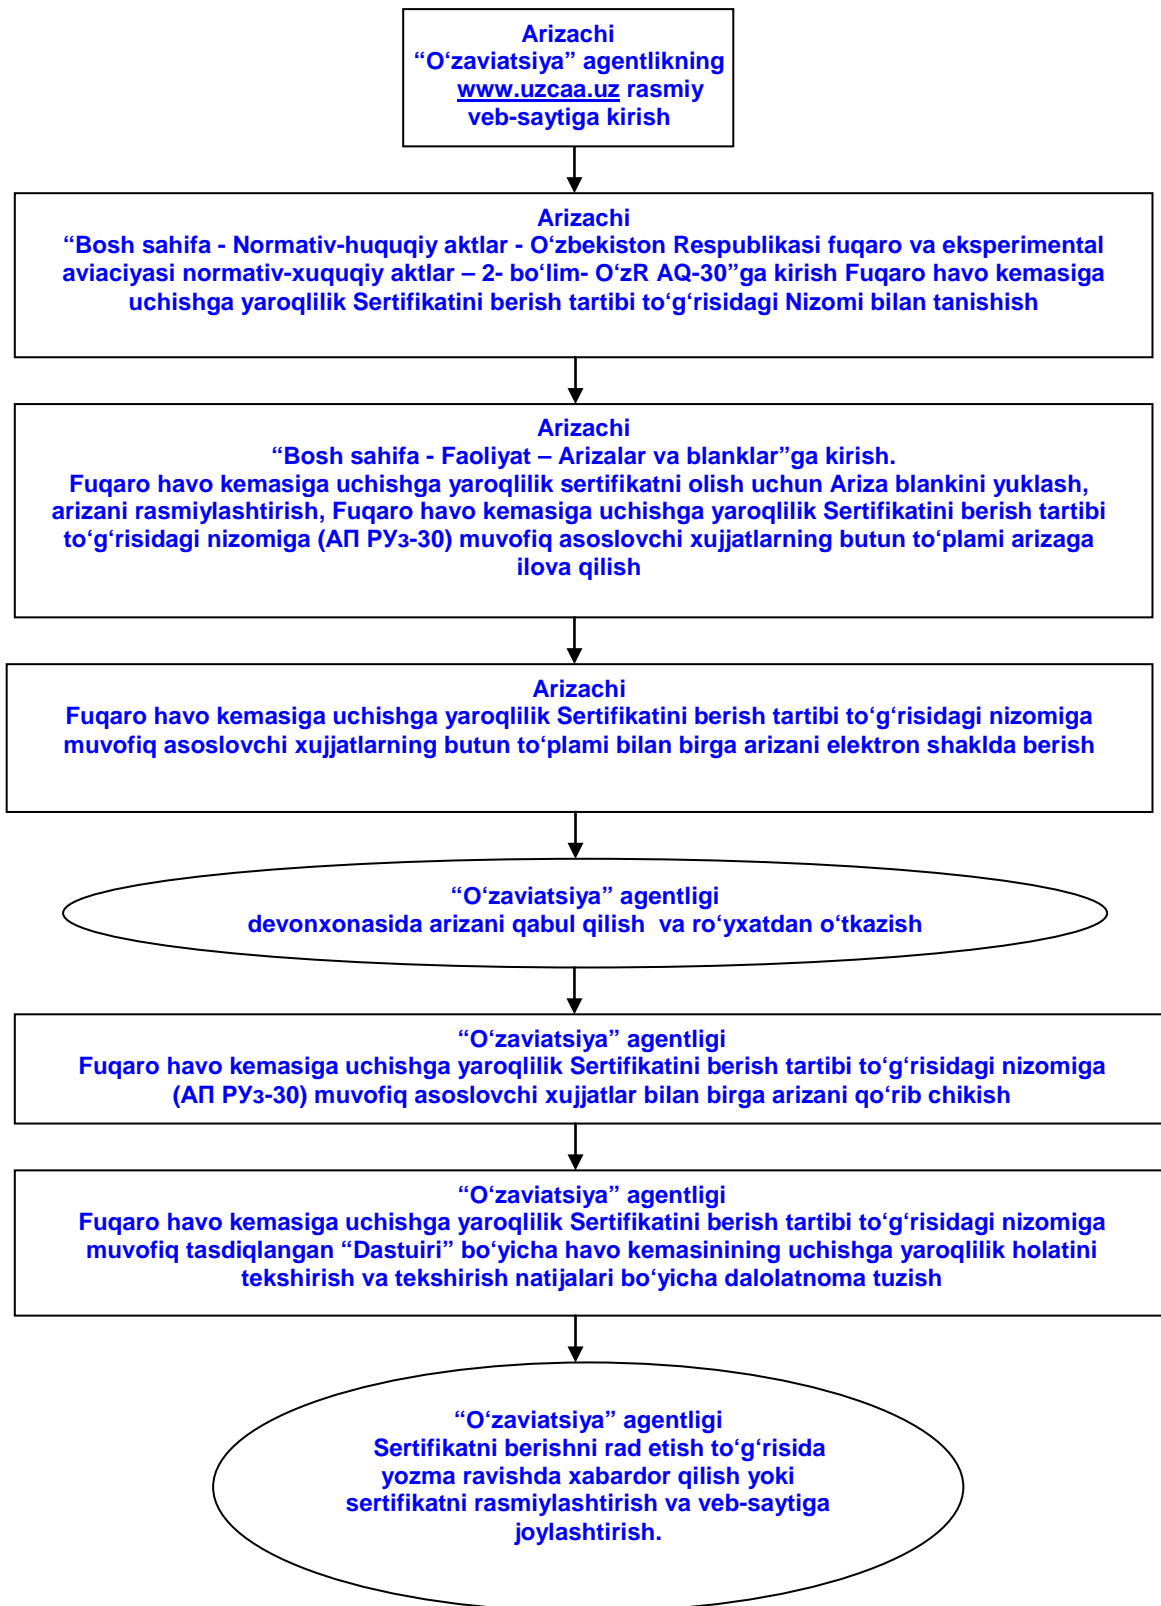 Arizachi
“O‘zaviatsiya” agentlikning
www.uzcaa.uz rasmiy
veb-saytiga kirish
Arizachi
“Bosh sahifa - Normativ-huquqiy aktlar - O‘zbekiston Respublikasi fuqaro va eksperimental
aviaciyasi normativ-xuquqiy aktlar – 2- bo‘lim- O‘zR AQ-30”ga kirish Fuqaro havo kemasiga
uchishga yaroqlilik Sertifikatini berish tartibi to‘g‘risidagi Nizomi bilan tanishish
Arizachi
“Bosh sahifa - Faoliyat – Arizalar va blanklar”ga kirish.
Fuqaro havo kemasiga uchishga yaroqlilik sertifikatni olish uchun Ariza blankini yuklash,
arizani rasmiylashtirish, Fuqaro havo kemasiga uchishga yaroqlilik Sertifikatini berish tartibi
to‘g‘risidagi nizomiga (АП РУз-30) muvofiq asoslovchi xujjatlarning butun to‘plami arizaga
ilova qilish
Arizachi
Fuqaro havo kemasiga uchishga yaroqlilik Sertifikatini berish tartibi to‘g‘risidagi nizomiga
muvofiq asoslovchi xujjatlarning butun to‘plami bilan birga arizani elektron shaklda berish
“O‘zaviatsiya” agentligi
devonxonasida arizani qabul qilish va ro‘yxatdan o‘tkazish
“O‘zaviatsiya” agentligi
Fuqaro havo kemasiga uchishga yaroqlilik Sertifikatini berish tartibi to‘g‘risidagi nizomiga
(АП РУз-30) muvofiq asoslovchi xujjatlar bilan birga arizani qo‘rib chikish
“O‘zaviatsiya” agentligi
Fuqaro havo kemasiga uchishga yaroqlilik Sertifikatini berish tartibi to‘g‘risidagi nizomiga
muvofiq tasdiqlangan “Dastuiri” bo‘yicha havo kemasinining uchishga yaroqlilik holatini
tekshirish va tekshirish natijalari bo‘yicha dalolatnoma tuzish
“O‘zaviatsiya” agentligi
Sertifikatni berishni rad etish to‘g‘risida
yozma ravishda xabardor qilish yoki
sertifikatni rasmiylashtirish va veb-saytiga
joylashtirish.